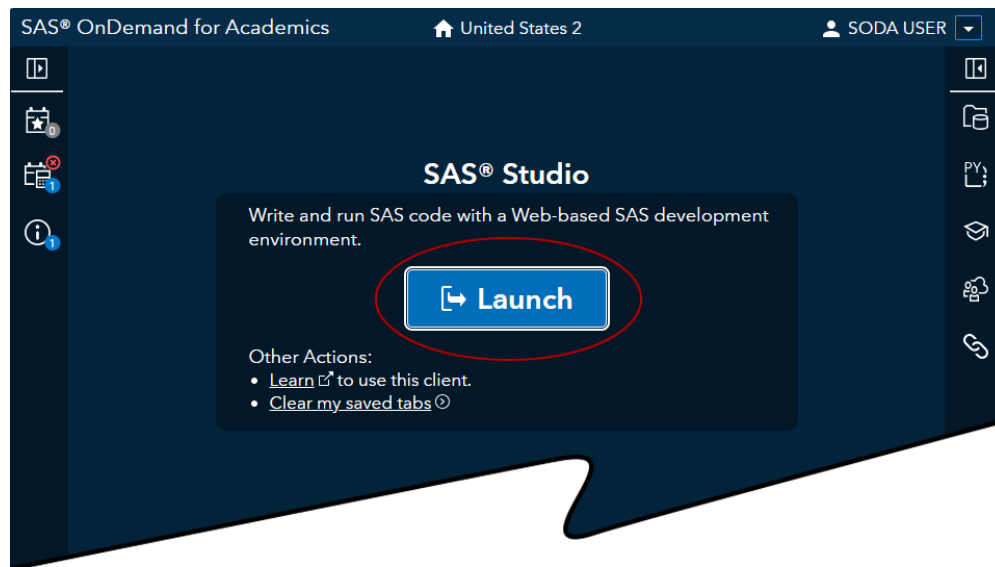 SAS® OnDemand for Academics
United States 2
SODA USER
0
1
1
PY
SAS® Studio
Write and run SAS code with a Web-based SAS development
environment.
Launch
Other Actions:
• Learn to use this client.
• Clear my saved tabs